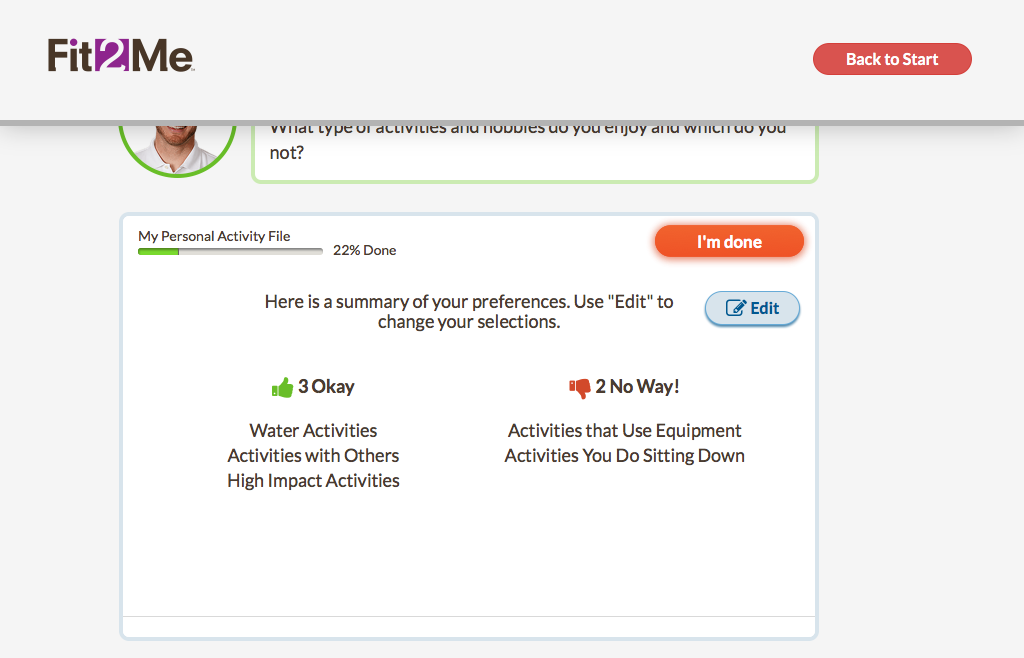 Fit2Me
Back to Start
What type of activities and hobbies do you enjoy and which do you
not?
My Personal Activity File
22% Done
I'm done
Here is a summary of your preferences. Use "Edit" to
change your selections.
Edit
3 Okay
Water Activities
Activities with Others
High Impact Activities
2 No Way!
Activities that Use Equipment
Activities You Do Sitting Down